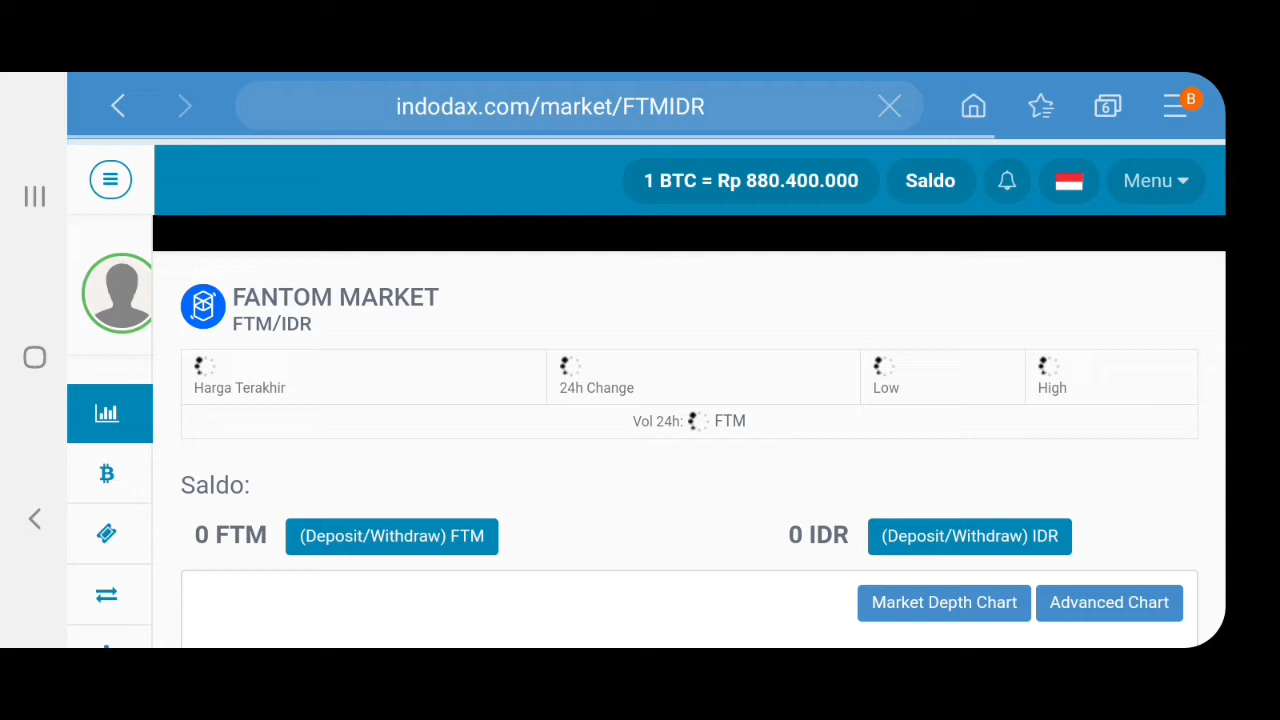 indodax.com/market/FTMIDR
6
B
1 BTC = Rp 880.400.000
Saldo
Menu
FANTOM MARKET
FTM/IDR
Harga Terakhir
24h Change
Low
High
Vol 24h: FTM
Saldo:
0 FTM
(Deposit/Withdraw) FTM
0 IDR
(Deposit/Withdraw) IDR
Market Depth Chart
Advanced Chart